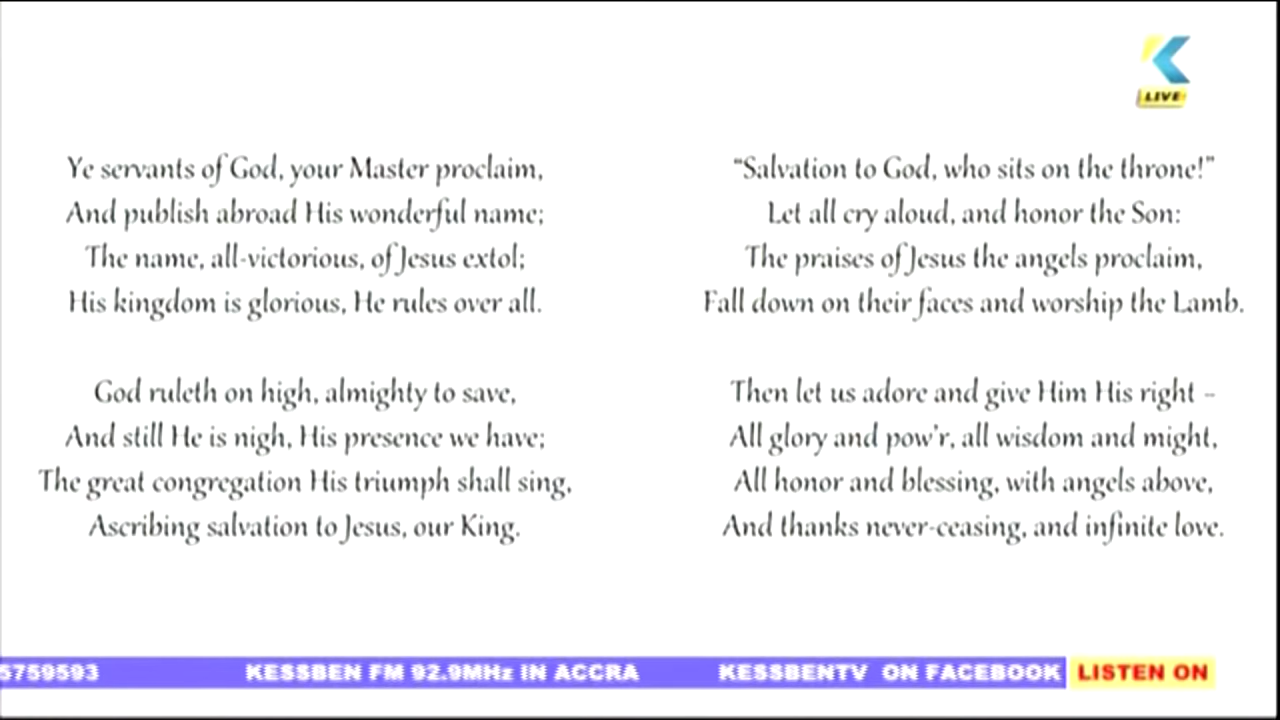 LIVE
Ye servants of God, your Master proclaim,
And publish abroad His wonderful name;
The name, all-victorious, of Jesus extol;
His kingdom is glorious, He rules over all.
God ruleth on high, almighty to save,
And still He is nigh, His presence we have;
The great congregation His triumph shall sing,
Ascribing salvation to Jesus, our King.
“Salvation to God, who sits on the throne!”
Let all cry aloud, and honor the Son:
The praises of Jesus the angels proclaim,
Fall down on their faces and worship the Lamb.
Then let us adore and give Him His right –
All glory and pow’r, all wisdom and might,
All honor and blessing, with angels above,
And thanks never-ceasing, and infinite love.
5759593 KESSBEN FM 92.9MHz IN ACCRA KESSBENTV ON FACEBOOK LISTEN ON